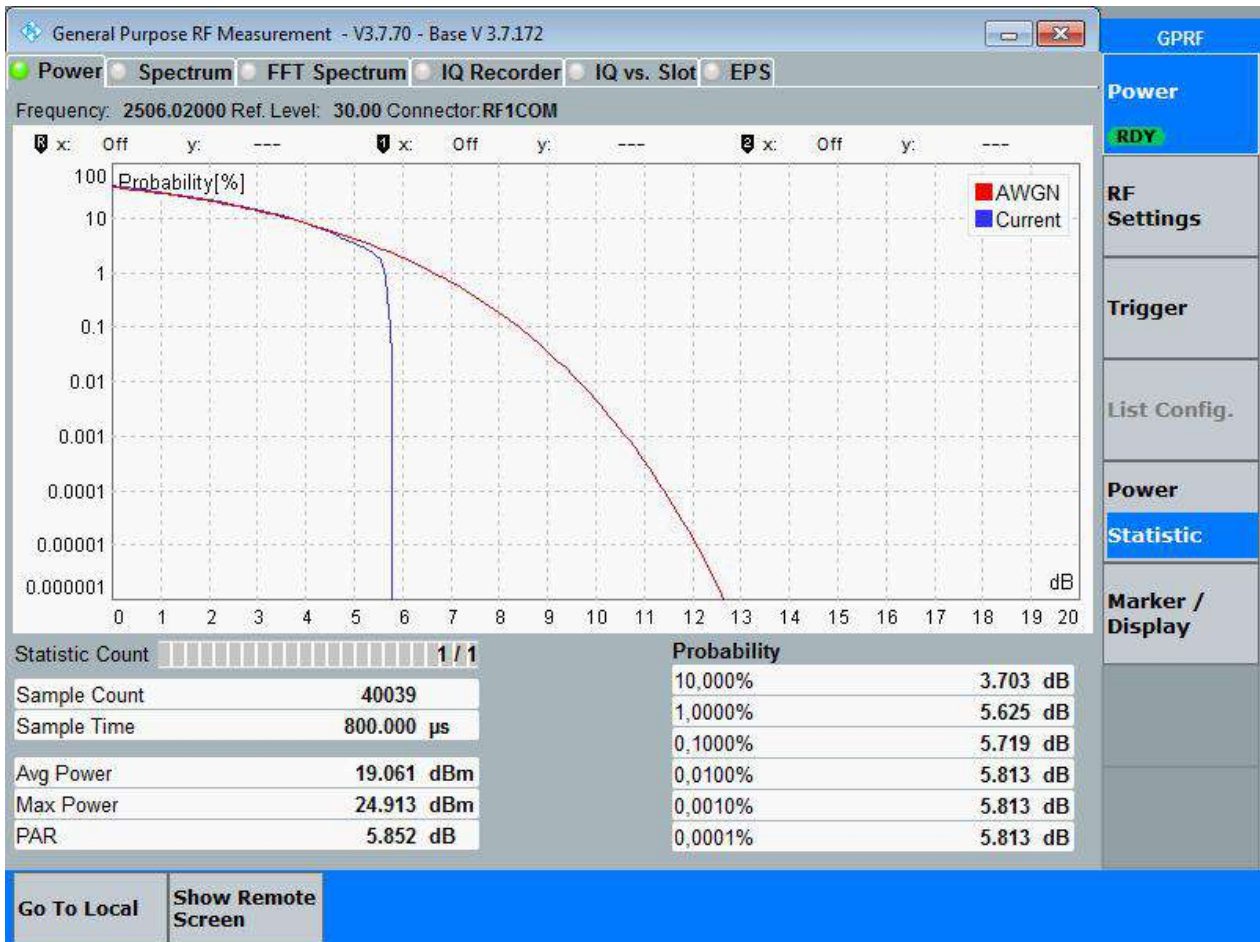 General Purpose RF Measurement - V3.7.70 - Base V 3.7.172
GPRF
Power Spectrum FFT Spectrum IQ Recorder IQ vs. Slot EPS
Frequency: 2506.02000 Ref. Level: 30.00 Connector:RF1COM
R x: Off y: --- 1 x: Off y: --- 2 x: Off y: ---
Probability[%]
100
10
1
0.1
0.01
0.001
0.0001
0.00001
0.000001
AWGN
Current
dB
0 1 2 3 4 5 6 7 8 9 10 11 12 13 14 15 16 17 18 19 20
Statistic Count 1 / 1
Sample Count 40039
Sample Time 800.000 µs
Avg Power 19.061 dBm
Max Power 24.913 dBm
PAR 5.852 dB
Probability
10,000% 3.703 dB
1,0000% 5.625 dB
0,1000% 5.719 dB
0,0100% 5.813 dB
0,0010% 5.813 dB
0,0001% 5.813 dB
Power
RDY
RF
Settings
Trigger
List Config.
Power
Statistic
Marker /
Display
Go To Local
Show Remote
Screen